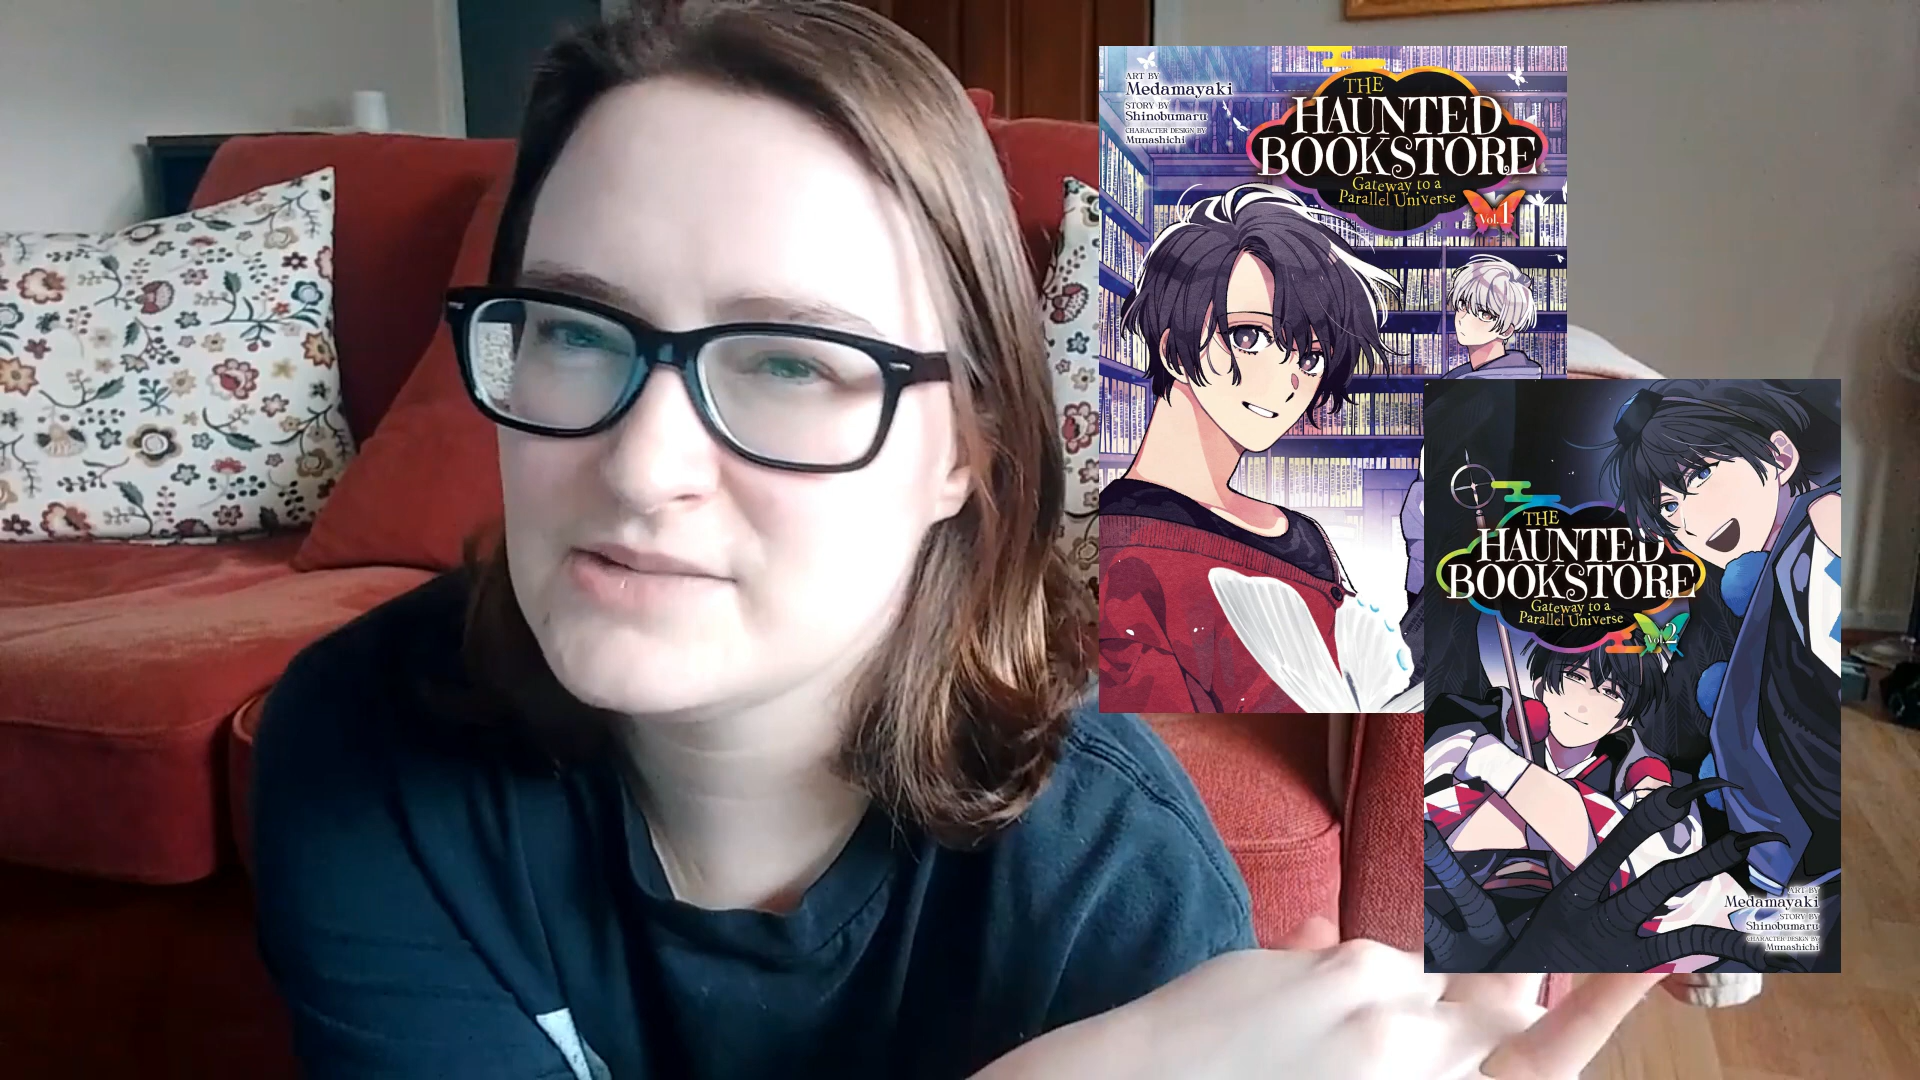 ART BY
Medamayaki
STORY BY
Shinobumaru
CHARACTER DESIGN BY
Munashichi
THE
HAUNTED
BOOKSTORE
Gateway to a
Parallel Universe
Vol.1
THE
HAUNTED
BOOKSTORE
Gateway to a
Parallel Universe
Vol.2
ART BY
Medamayaki
STORY BY
Shinobumaru
CHARACTER DESIGN BY
Munashichi